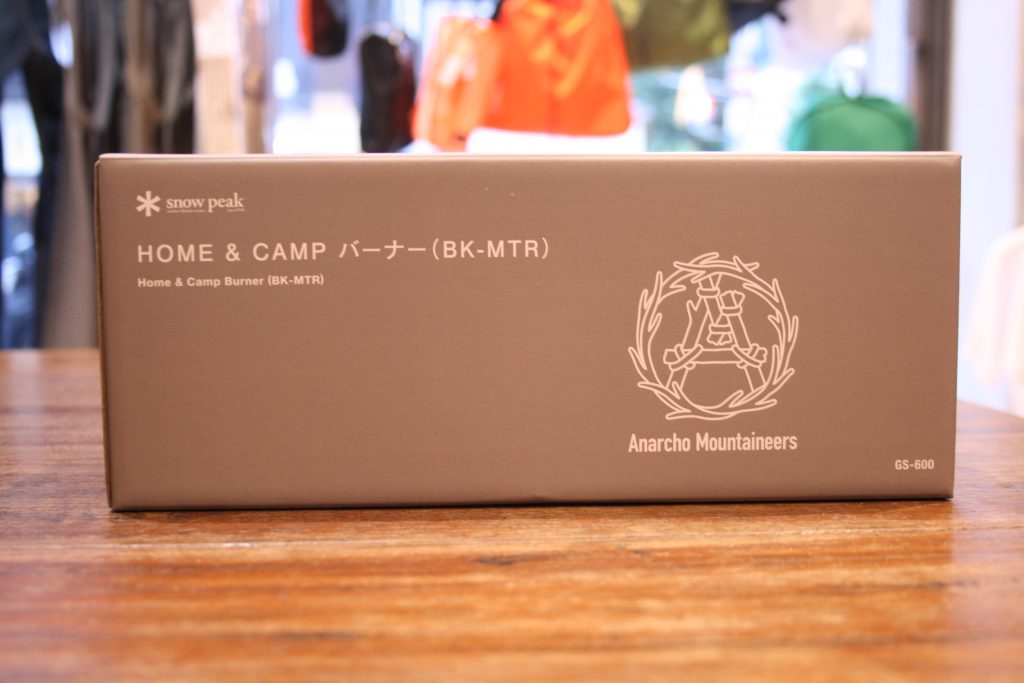 snow peak
HOME & CAMP バーナー(BK-MTR)
Home & Camp Burner (BK-MTR)
Anarcho Mountaineers
GS-600